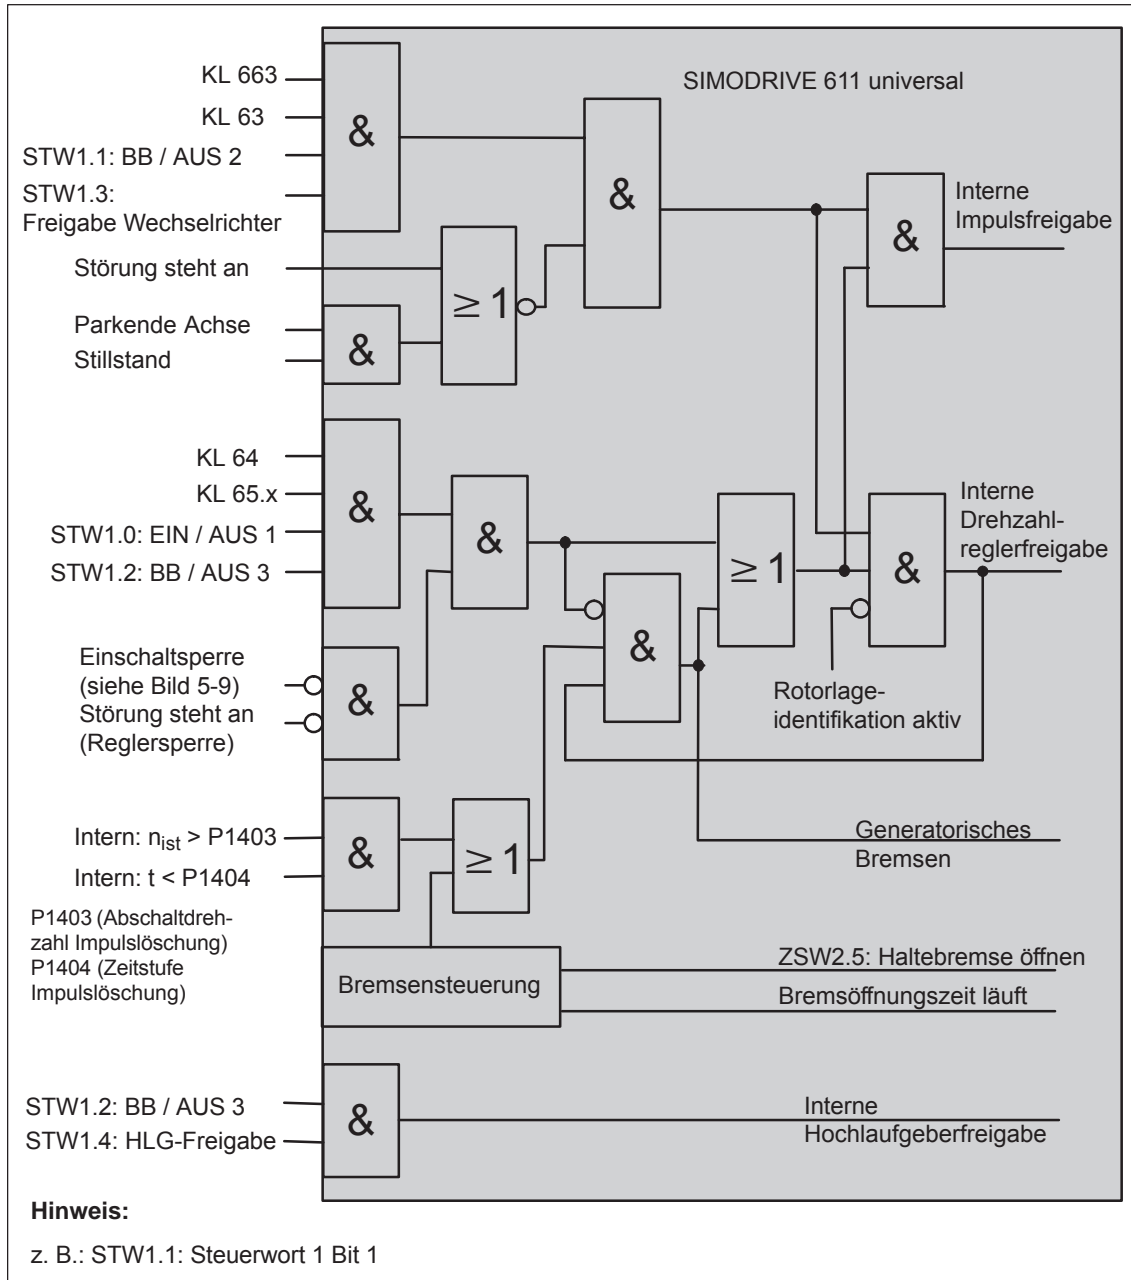 SIMODRIVE 611 universal
KL 663
KL 63
STW1.1: BB / AUS 2
STW1.3:
Freigabe Wechselrichter
&
&
Störung steht an
≥ 1
Parkende Achse
Stillstand
&
&
Interne
Impulsfreigabe
KL 64
KL 65.x
STW1.0: EIN / AUS 1
STW1.2: BB / AUS 3
&
&
&
≥ 1
&
Interne
Drehzahl-
reglerfreigabe
Einschaltsperre
(siehe Bild 5-9)
Störung steht an
(Reglersperre)
&
Rotorlage-
identifikation aktiv
Intern: nist > P1403
Intern: t < P1404
&
≥ 1
Generatorisches
Bremsen
P1403 (Abschaltdreh-
zahl Impulslöschung)
P1404 (Zeitstufe
Impulslöschung)
Bremsensteuerung
ZSW2.5: Haltebremse öffnen
Bremsöffnungszeit läuft
STW1.2: BB / AUS 3
STW1.4: HLG-Freigabe
&
Interne
Hochlaufgeberfreigabe
Hinweis:
z. B.: STW1.1: Steuerwort 1 Bit 1